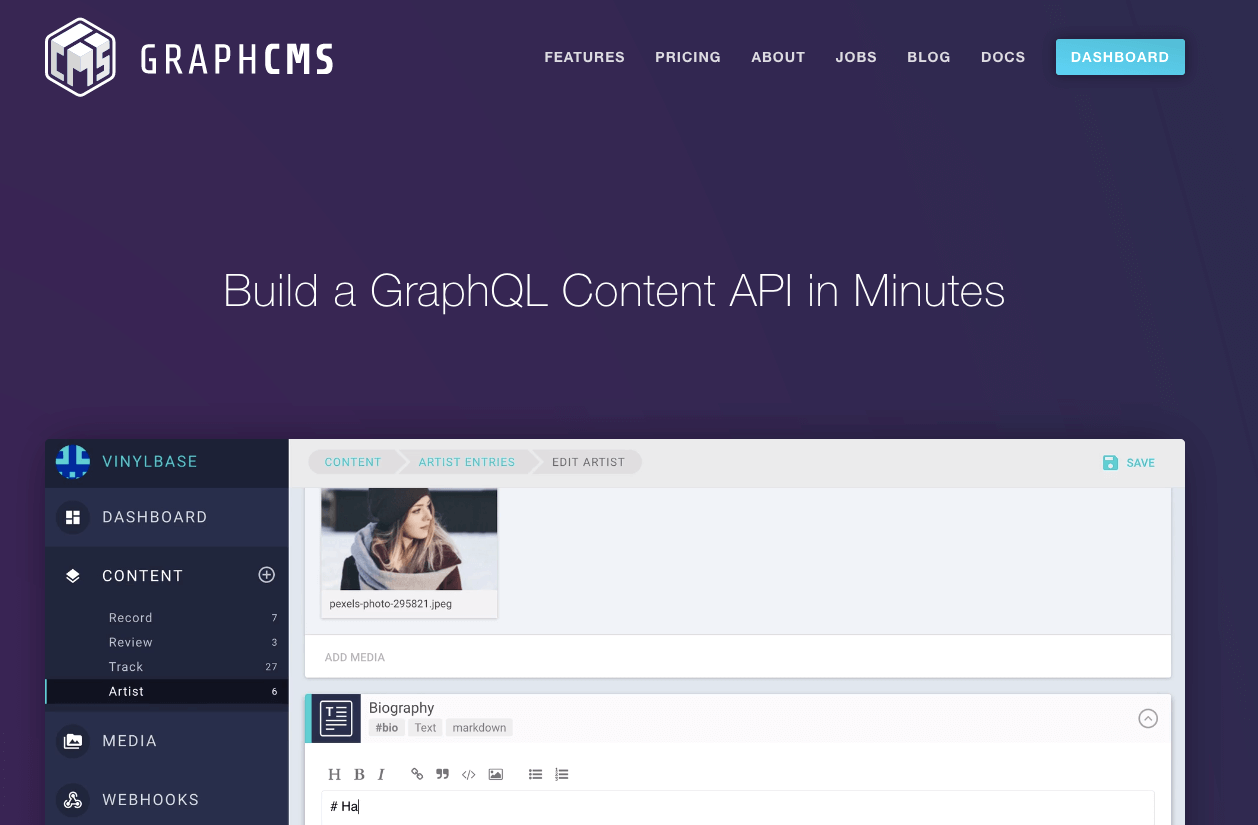 GRAPHCMS
FEATURES PRICING ABOUT JOBS BLOG DOCS DASHBOARD
Build a GraphQL Content API in Minutes
VINYLBASE
CONTENT ARTIST ENTRIES EDIT ARTIST
SAVE
DASHBOARD
CONTENT
Record 7
Review 3
Track 27
Artist 6
MEDIA
WEBHOOKS
pexels-photo-295821.jpeg
ADD MEDIA
Biography
#bio Text markdown
H B I
# Ha